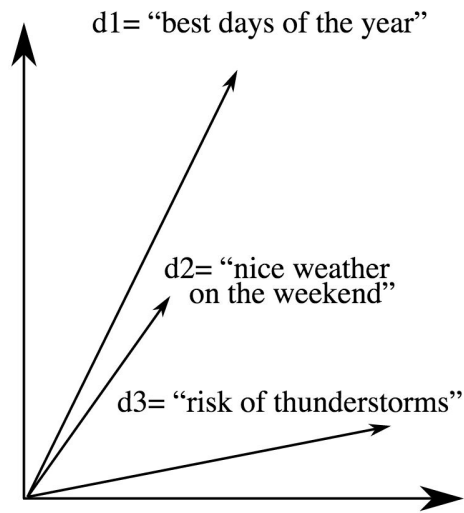 d1= “best days of the year”
d2= “nice weather
on the weekend”
d3= “risk of thunderstorms”